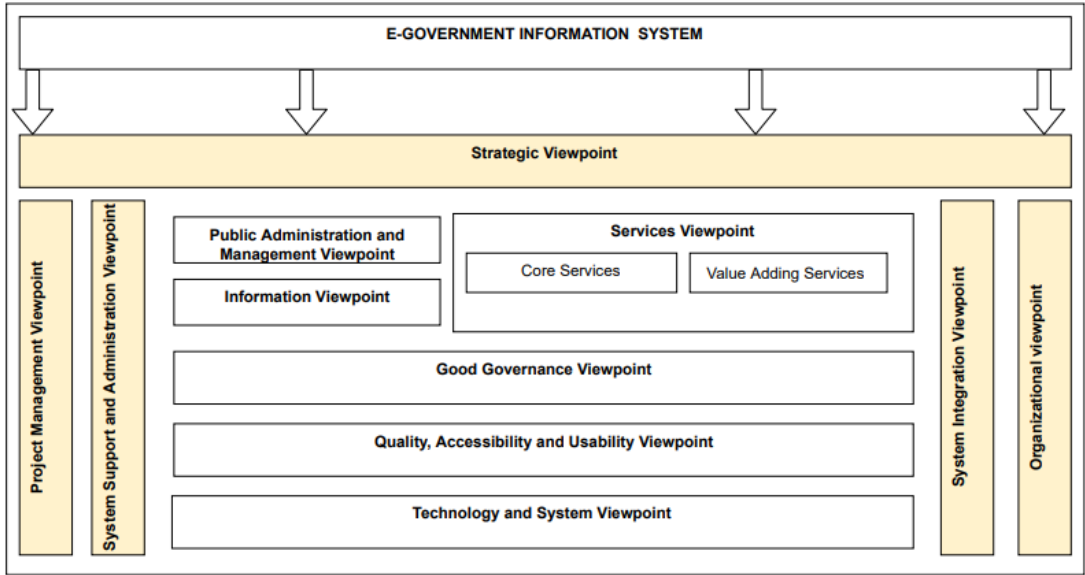 E-GOVERNMENT INFORMATION SYSTEM
Strategic Viewpoint
Project Management Viewpoint
System Support and Administration Viewpoint
Public Administration and
Management Viewpoint
Information Viewpoint
Services Viewpoint
Core Services
Value Adding Services
Good Governance Viewpoint
Quality, Accessibility and Usability Viewpoint
Technology and System Viewpoint
System Integration Viewpoint
Organizational viewpoint